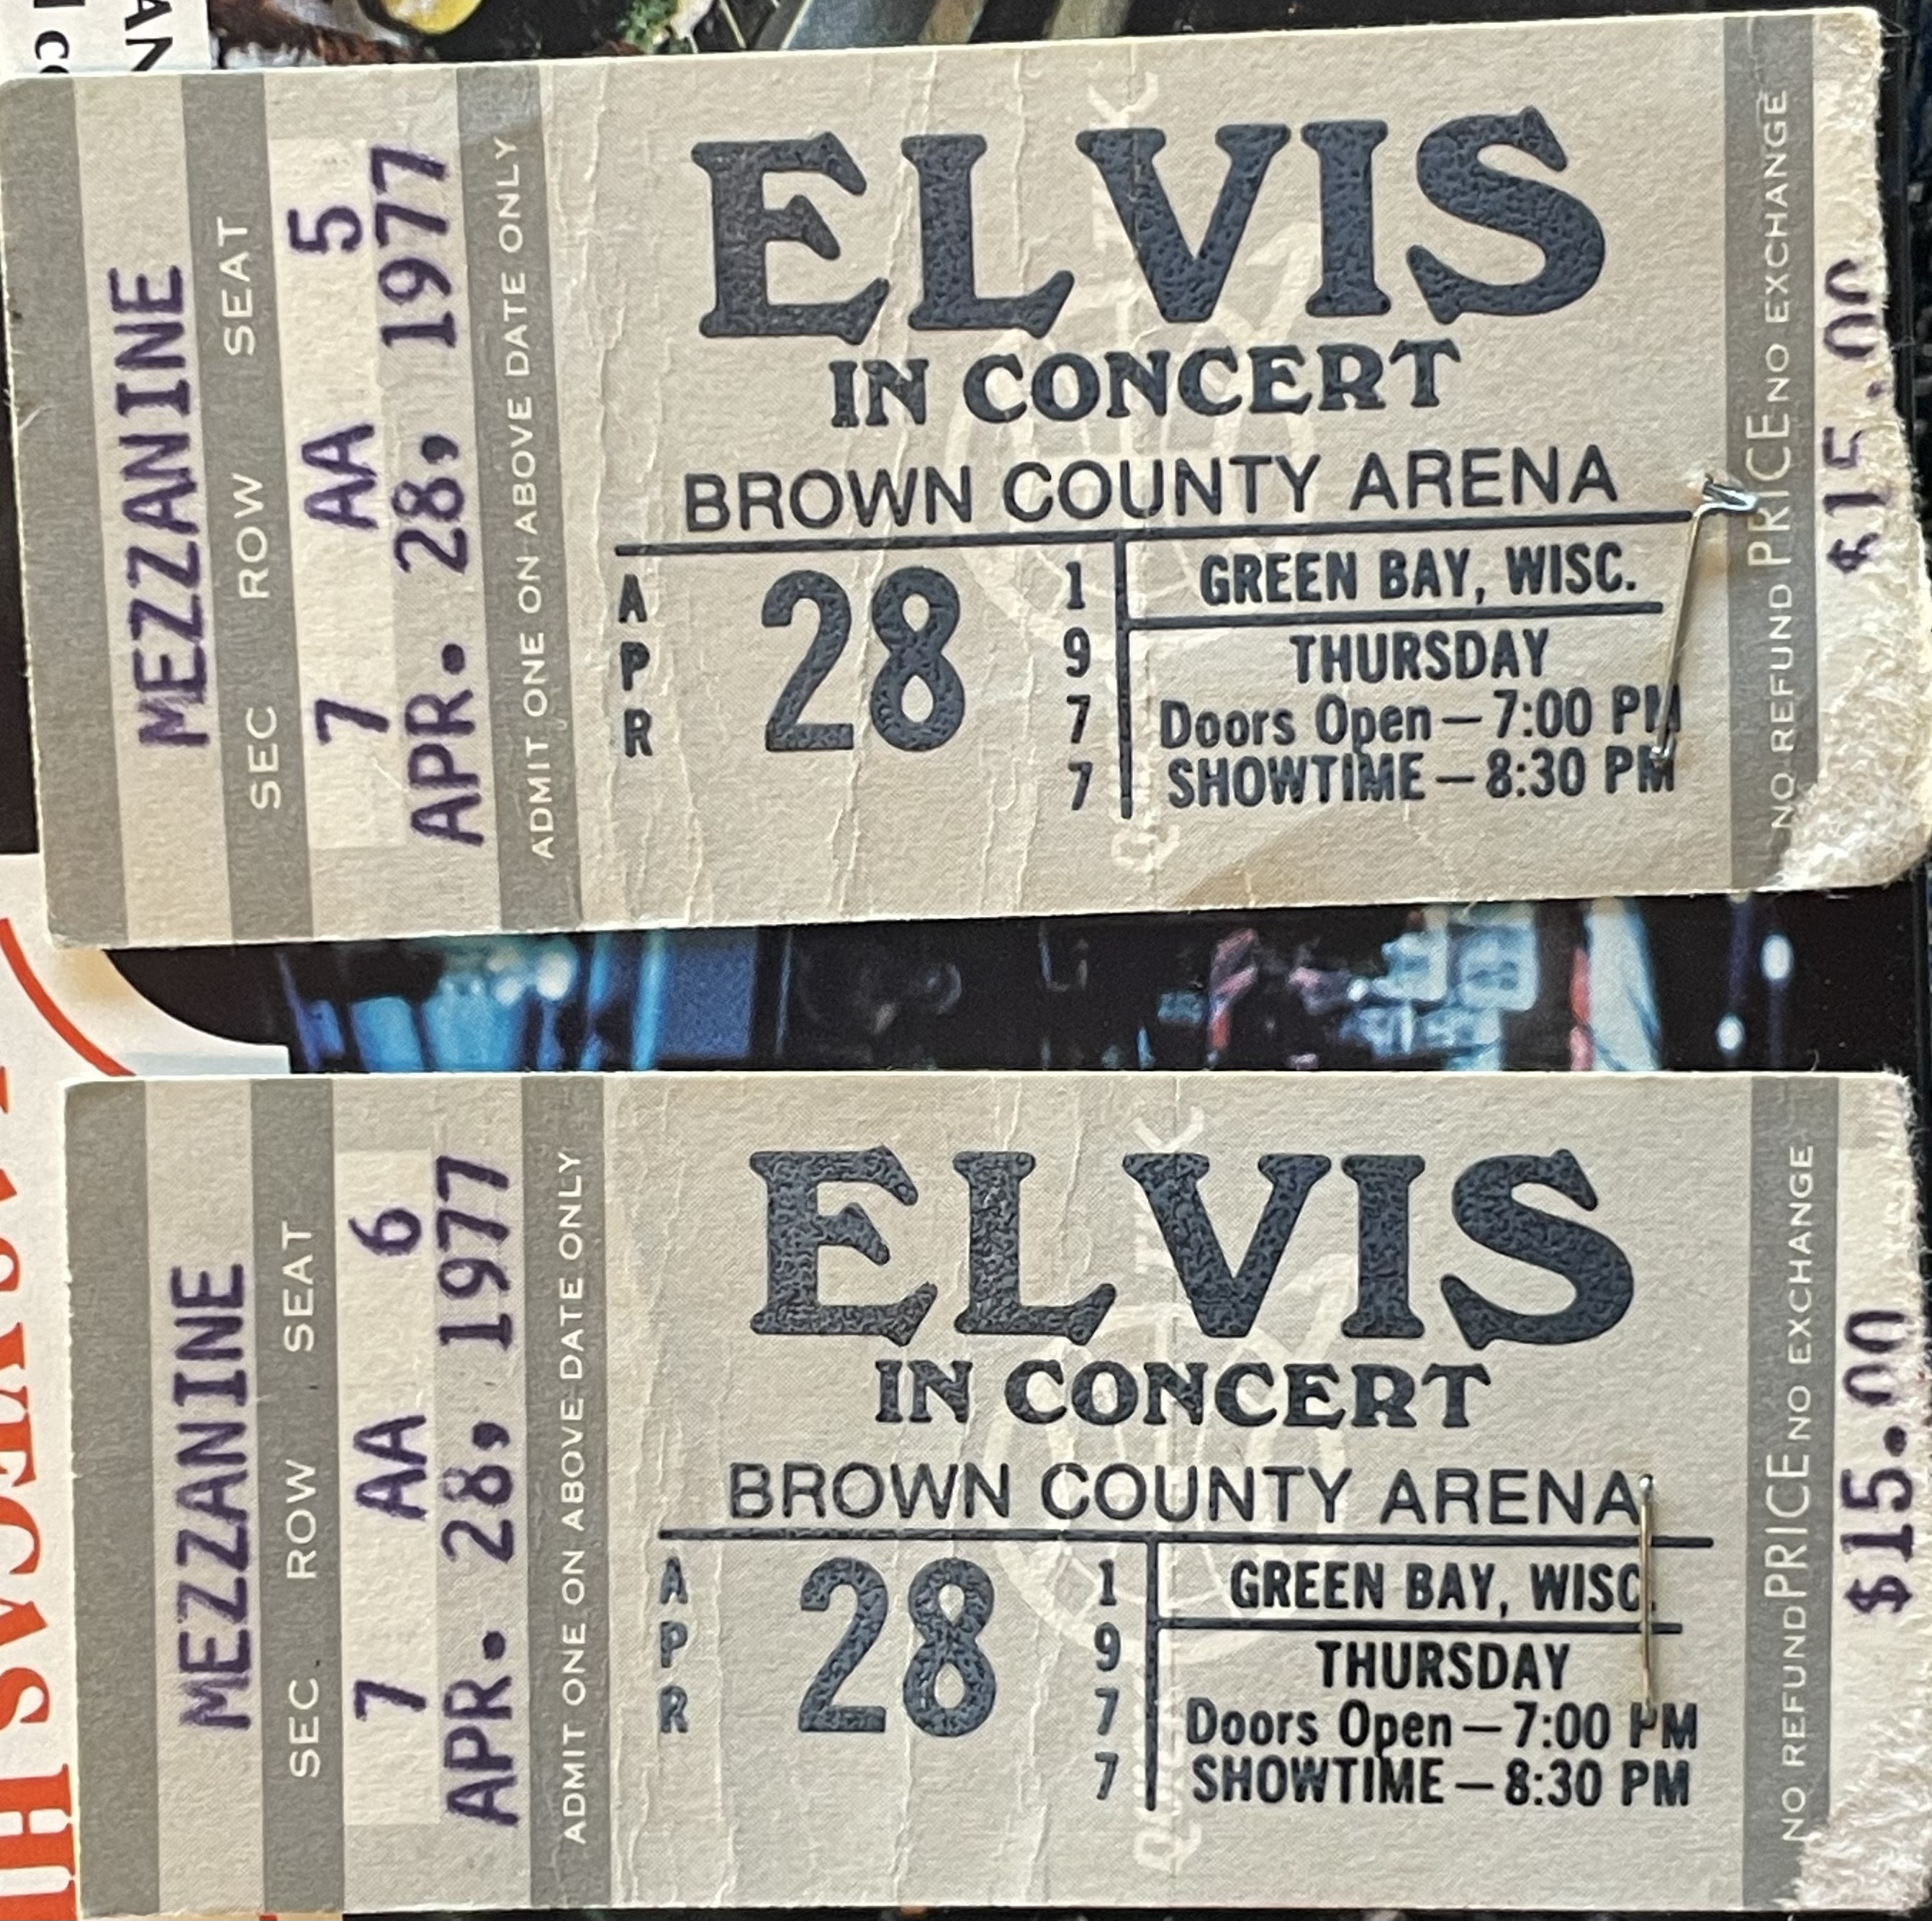 MEZZANINE
SEC ROW SEAT
7 AA 5
APR. 28, 1977
ADMIT ONE ON ABOVE DATE ONLY
ELVIS
IN CONCERT
BROWN COUNTY ARENA
APR 28 1977
GREEN BAY, WISC.
THURSDAY
Doors Open — 7:00 PM
SHOWTIME — 8:30 PM
NO REFUND PRICE NO EXCHANGE
$15.00
MEZZANINE
SEC ROW SEAT
7 AA 6
APR. 28, 1977
ADMIT ONE ON ABOVE DATE ONLY
ELVIS
IN CONCERT
BROWN COUNTY ARENA
APR 28 1977
GREEN BAY, WISC.
THURSDAY
Doors Open — 7:00 PM
SHOWTIME — 8:30 PM
NO REFUND PRICE NO EXCHANGE
$15.00